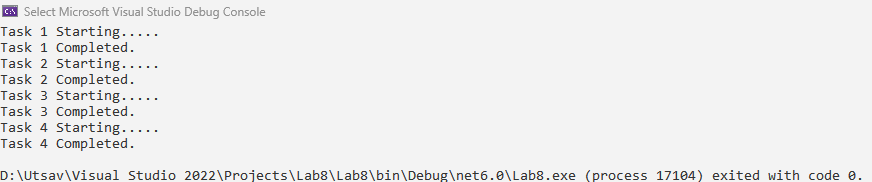 Select Microsoft Visual Studio Debug Console
Task 1 Starting.....
Task 1 Completed.
Task 2 Starting.....
Task 2 Completed.
Task 3 Starting.....
Task 3 Completed.
Task 4 Starting.....
Task 4 Completed.
D:\Utsav\Visual Studio 2022\Projects\Lab8\Lab8\bin\Debug\net6.0\Lab8.exe (process 17104) exited with code 0.